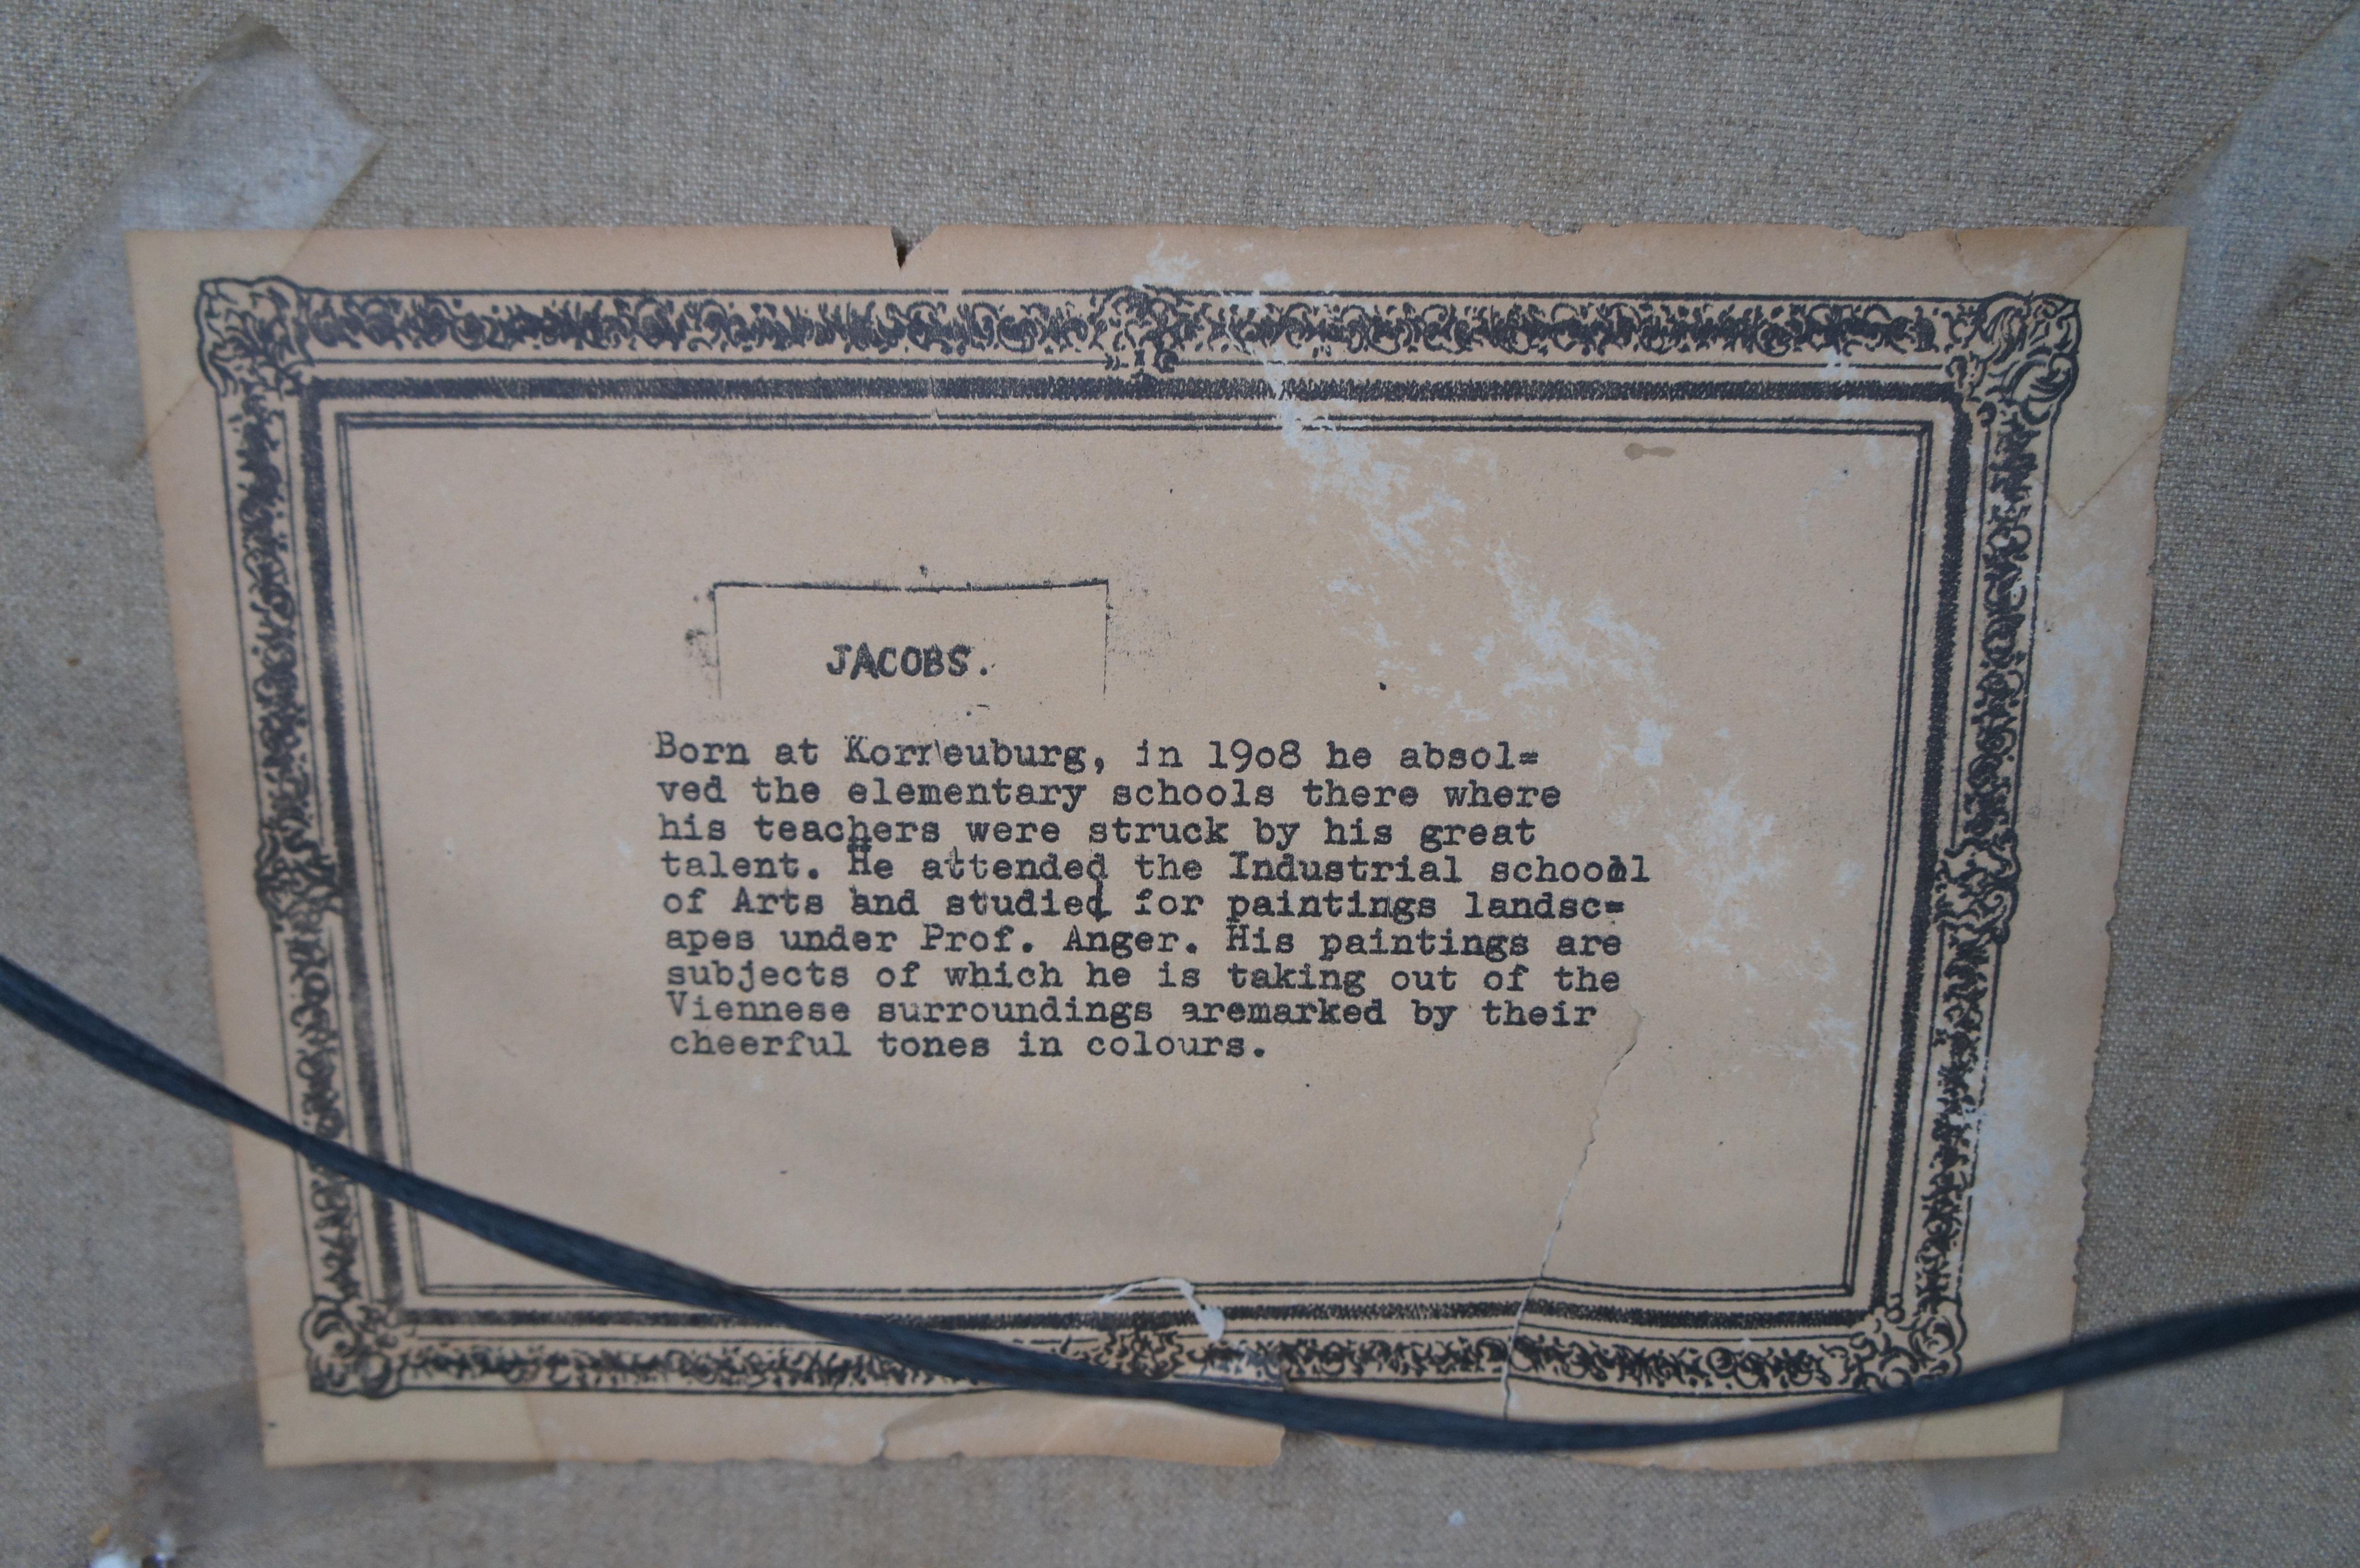 JACOBS.
Born at Korneuburg, in 19o8 he absol=
ved the elementary schools there where
his teachers were struck by his great
talent. He attended the Industrial schoool
of Arts and studied for paintings landsc=
apes under Prof. Anger. His paintings are
subjects of which he is taking out of the
Viennese surroundings aremarked by their
cheerful tones in colours.